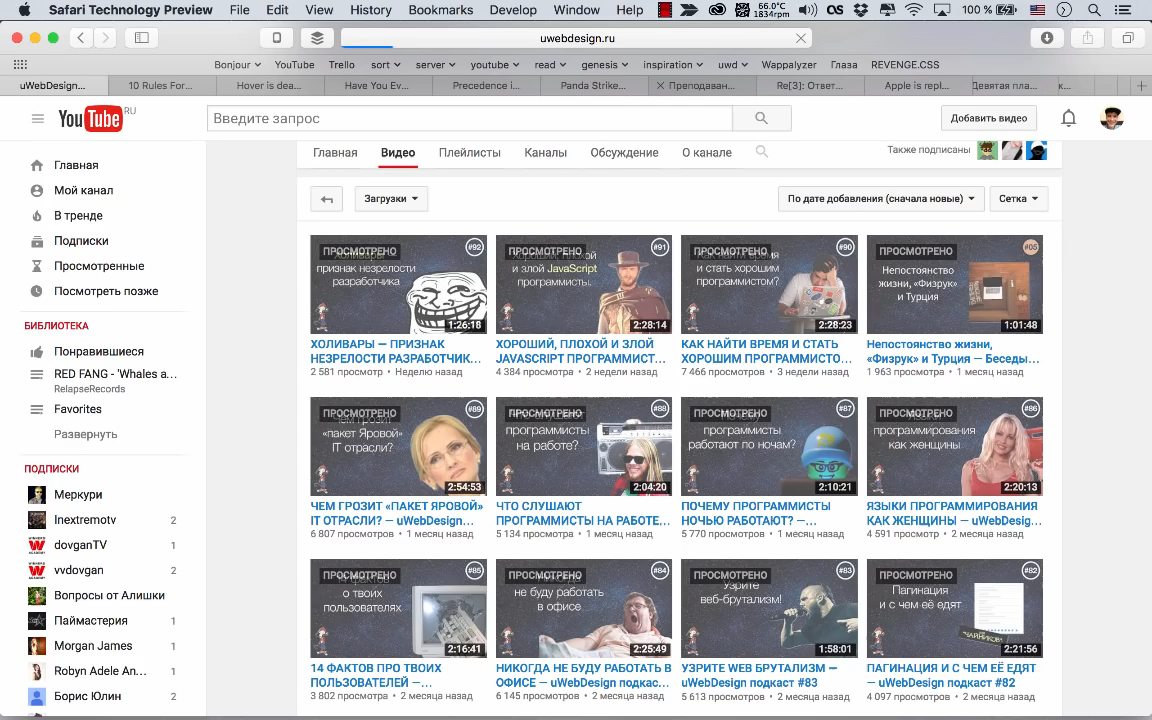 Safari Technology Preview File Edit View History Bookmarks Develop Window Help 66.0°C 1834rpm 100 %
uwebdesign.ru
Bonjour YouTube Trello sort server youtube read genesis inspiration uwd Wappalyzer Глаза REVENGE.CSS
uWebDesign... 10 Rules For... Hover is dea... Have You Ev... Precedence i... Panda Strike... Преподаван... Re[3]: Ответ... Apple is repl... Девятая пла... к...
YouTube RU
Введите запрос
Добавить видео
Главная Видео Плейлисты Каналы Обсуждение О канале
Также подписаны
Загрузки
По дате добавления (сначала новые)
Сетка
Главная
Мой канал
В тренде
Подписки
Просмотренные
Посмотреть позже
БИБЛИОТЕКА
Понравившиеся
RED FANG - 'Whales a...
RelapseRecords
Favorites
Развернуть
ПОДПИСКИ
Меркури
Inextremotv 2
dovganTV 1
vvdovgan 2
Вопросы от Алишки
Паймастерия 1
Morgan James 1
Robyn Adele An... 1
Борис Юлин 2
ПРОСМОТРЕНО #92
Холивары
признак незрелости
разработчика
1:26:18
ХОЛИВАРЫ — ПРИЗНАК
НЕЗРЕЛОСТИ РАЗРАБОТЧИК...
2 581 просмотр • Неделю назад
ПРОСМОТРЕНО #91
Хороший, плохой
и злой JavaScript
программисты.
2:28:14
ХОРОШИЙ, ПЛОХОЙ И ЗЛОЙ
JAVASCRIPT ПРОГРАММИСТ...
4 384 просмотра • 2 недели назад
ПРОСМОТРЕНО #90
Как найти время
и стать хорошим
программистом?
2:28:23
КАК НАЙТИ ВРЕМЯ И СТАТЬ
ХОРОШИМ ПРОГРАММИСТО...
7 466 просмотров • 3 недели назад
ПРОСМОТРЕНО #05
Непостоянство
жизни, «Физрук»
и Турция
1:01:48
Непостоянство жизни,
«Физрук» и Турция — Беседы...
1 963 просмотров • 1 месяц назад
ПРОСМОТРЕНО #89
Чем грозит
«пакет Яровой»
IT отрасли?
2:54:53
ЧЕМ ГРОЗИТ «ПАКЕТ ЯРОВОЙ»
IT ОТРАСЛИ? — uWebDesign...
6 807 просмотров • 1 месяц назад
ПРОСМОТРЕНО #88
программисты
на работе?
2:04:20
ЧТО СЛУШАЮТ
ПРОГРАММИСТЫ НА РАБОТЕ...
5 134 просмотра • 1 месяц назад
ПРОСМОТРЕНО #87
программисты
работают по ночам?
2:10:21
ПОЧЕМУ ПРОГРАММИСТЫ
НОЧЬЮ РАБОТАЮТ? —...
5 770 просмотров • 1 месяц назад
ПРОСМОТРЕНО #86
программирования
как женщины
2:20:13
ЯЗЫКИ ПРОГРАММИРОВАНИЯ
КАК ЖЕНЩИНЫ — uWebDesig...
4 591 просмотр • 2 месяца назад
ПРОСМОТРЕНО #85
о твоих
пользователях
2:16:41
14 ФАКТОВ ПРО ТВОИХ
ПОЛЬЗОВАТЕЛЕЙ —...
3 802 просмотра • 2 месяца назад
ПРОСМОТРЕНО #84
Никогда
не буду работать
в офисе
2:25:49
НИКОГДА НЕ БУДУ РАБОТАТЬ В
ОФИСЕ — uWebDesign подкас...
6 145 просмотров • 2 месяца назад
ПРОСМОТРЕНО #83
Узрите
веб-брутализм!
1:58:01
УЗРИТЕ WEB БРУТАЛИЗМ —
uWebDesign подкаст #83
5 613 просмотров • 2 месяца назад
ПРОСМОТРЕНО #82
Пагинация
и с чем её едят
ЧАЙНИКОВ
2:21:56
ПАГИНАЦИЯ И С ЧЕМ ЕЁ ЕДЯТ
— uWebDesign подкаст #82
4 097 просмотров • 2 месяца назад